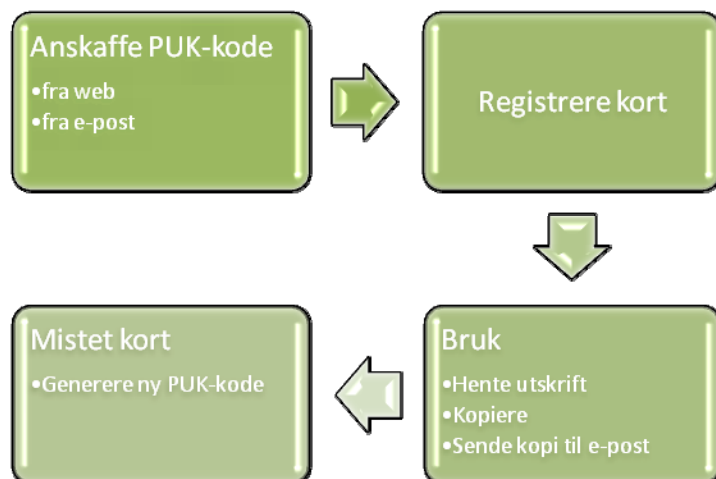 Anskaffe PUK-kode
•fra web
•fra e-post
Registrere kort
Bruk
•Hente utskrift
•Kopiere
•Sende kopi til e-post
Mistet kort
•Generere ny PUK-kode